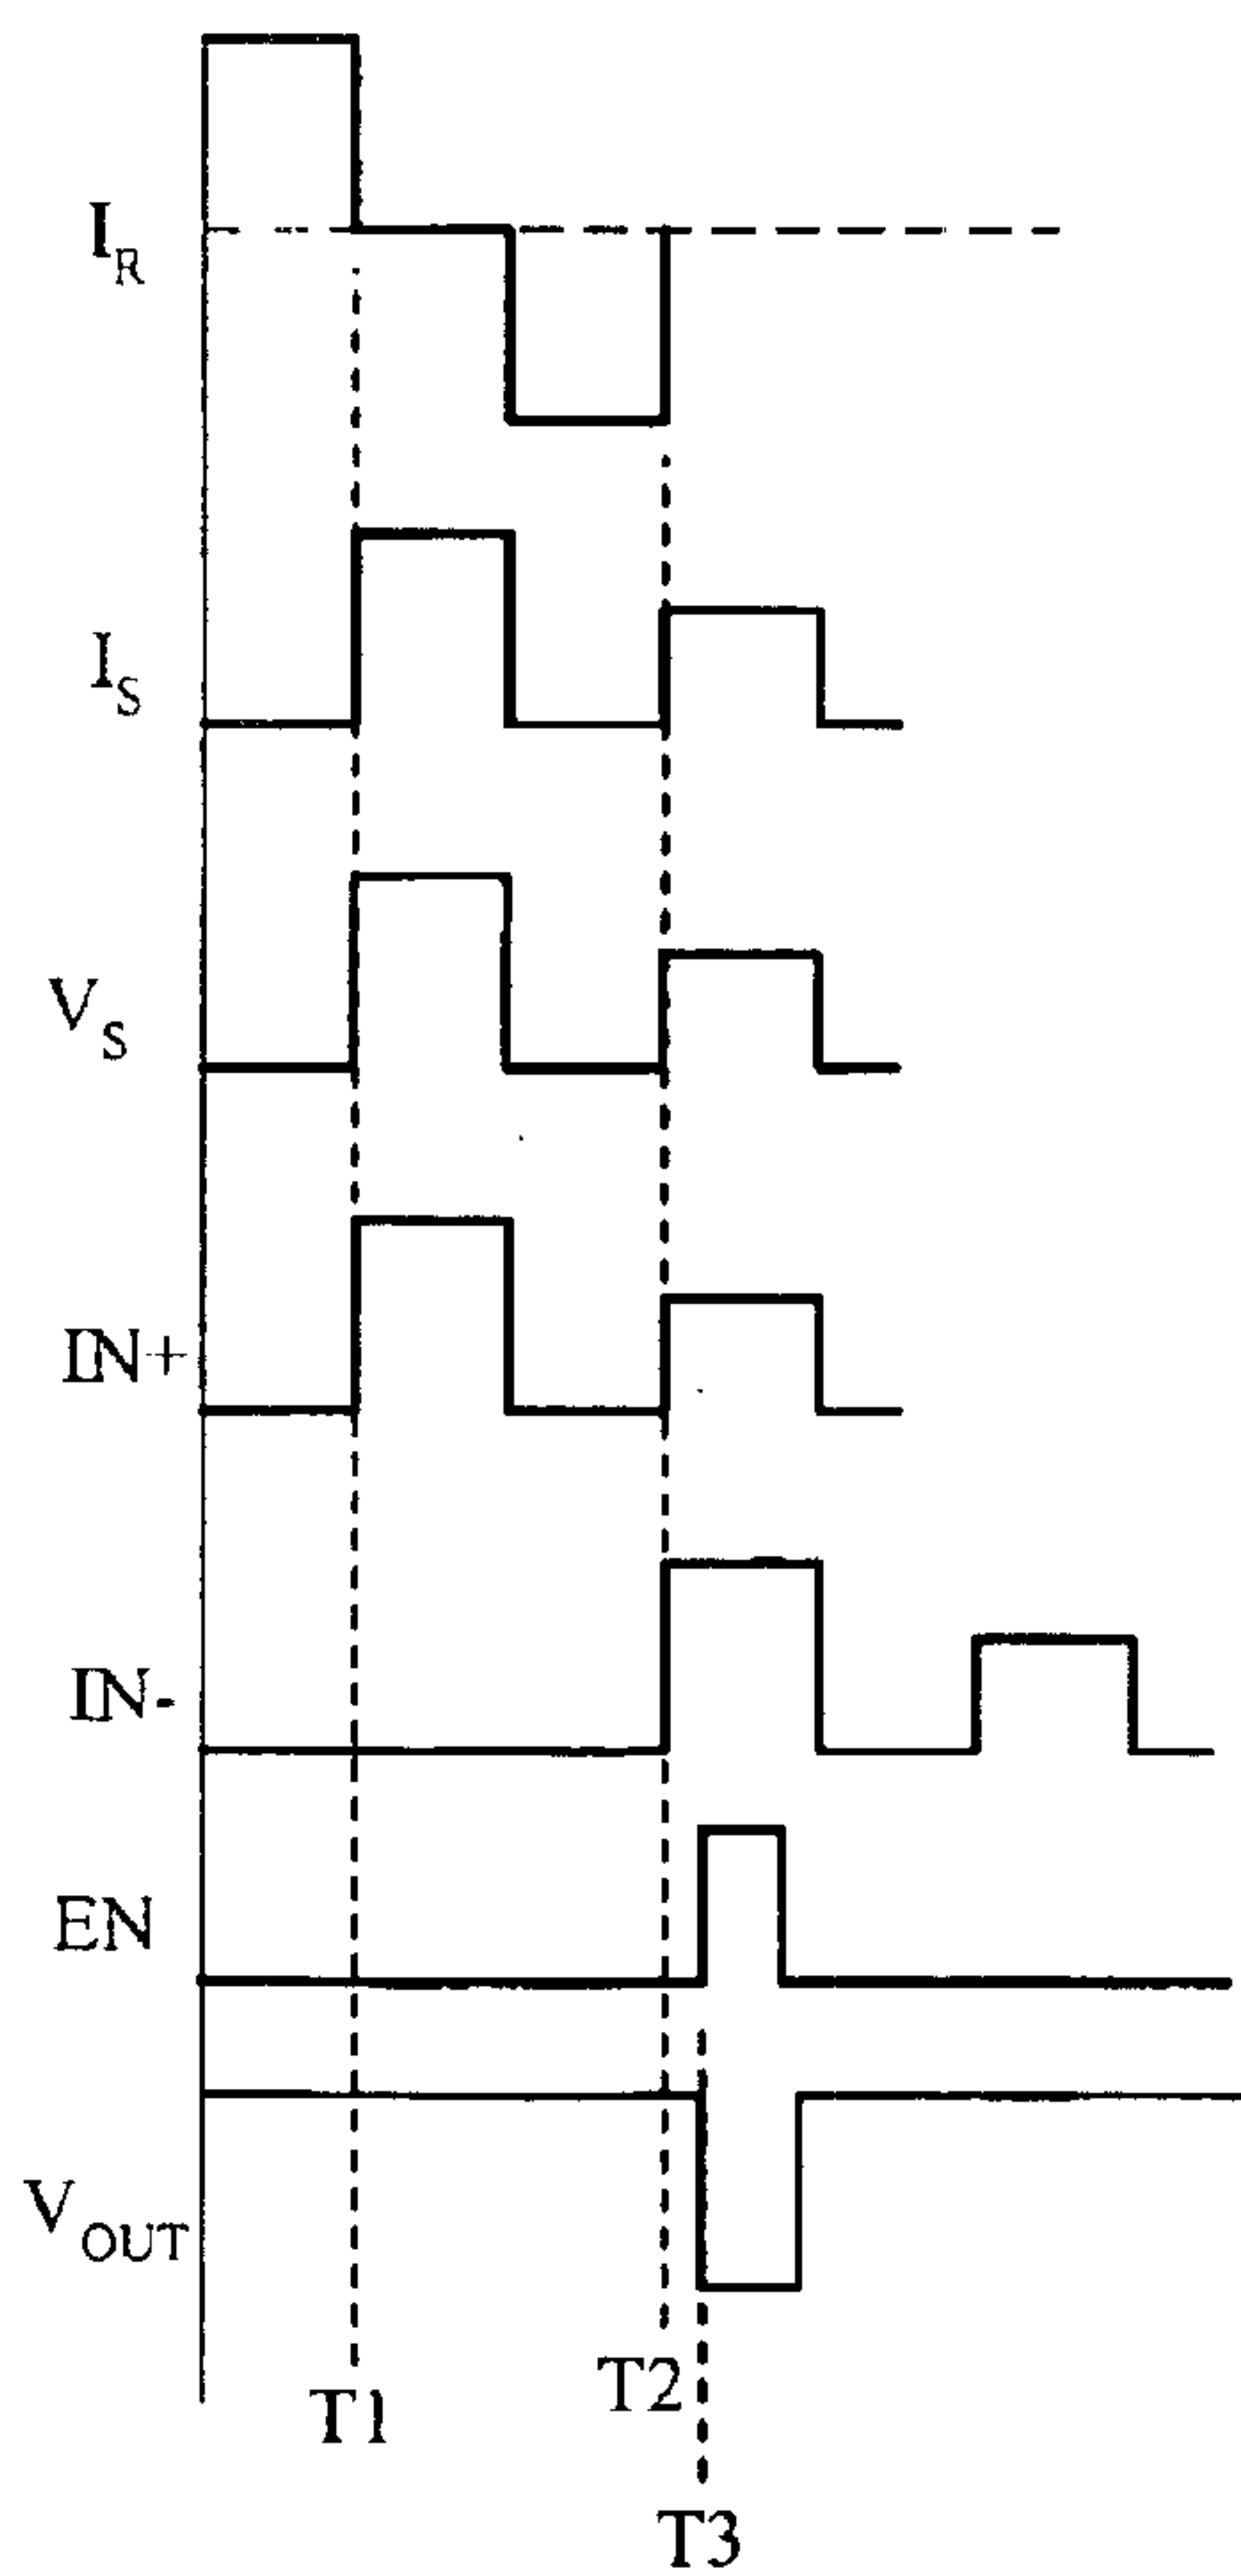 I_R
I_S
V_S
IN+
IN-
EN
V_OUT
T1
T2
T3